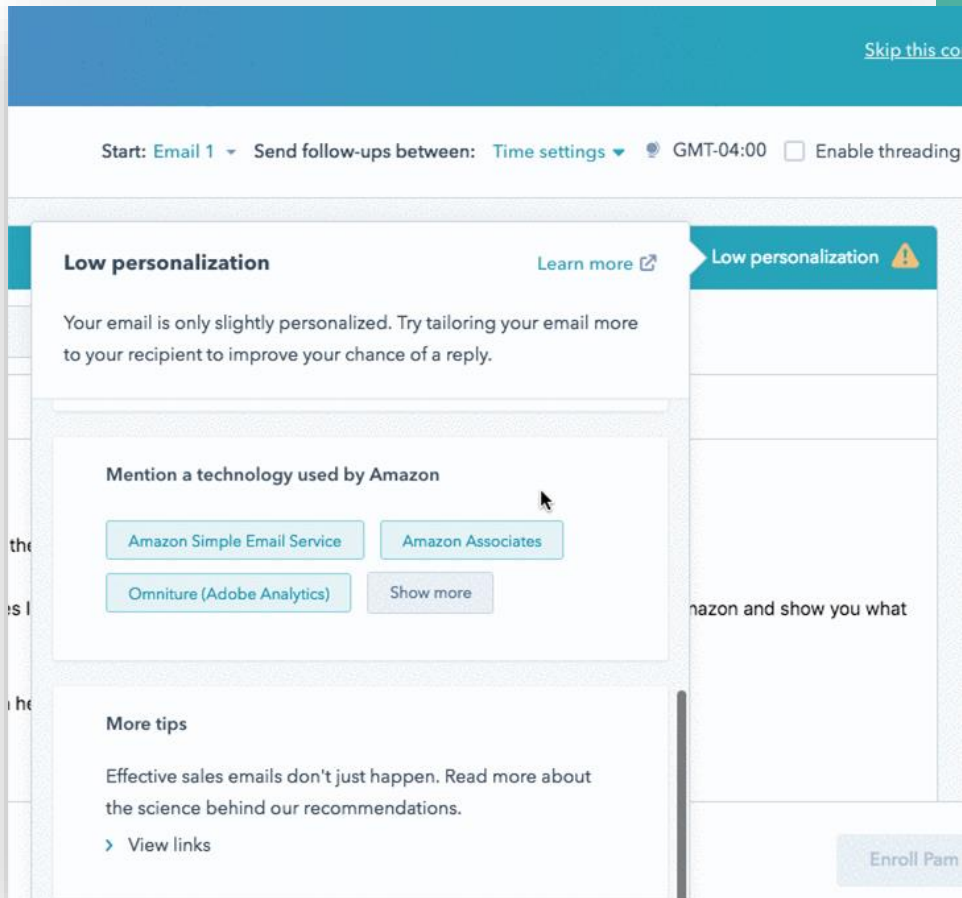 Skip this co
Start: Email 1 Send follow-ups between: Time settings GMT-04:00 Enable threading
Low personalization Learn more
Low personalization
Your email is only slightly personalized. Try tailoring your email more
to your recipient to improve your chance of a reply.
Mention a technology used by Amazon
Amazon Simple Email Service Amazon Associates
the
Omniture (Adobe Analytics) Show more
es l
mazon and show you what
he
More tips
Effective sales emails don't just happen. Read more about
the science behind our recommendations.
View links
Enroll Pam